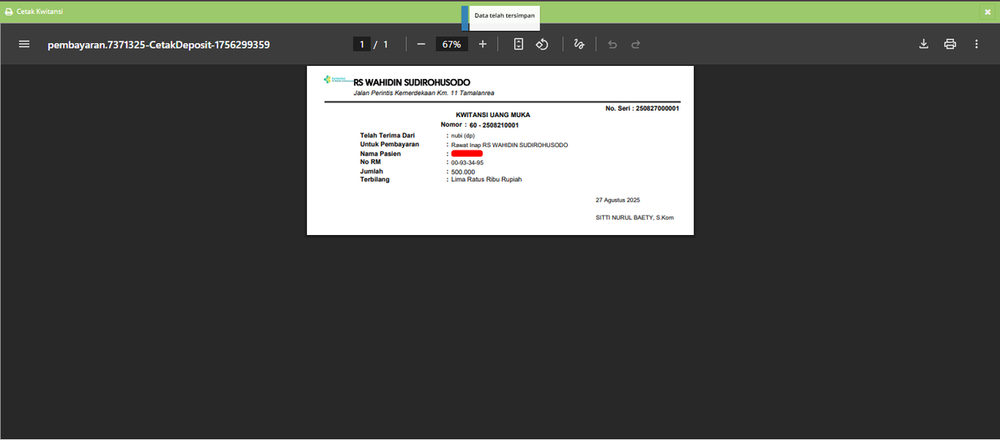 Cetak Kwitansi
Data telah tersimpan
pembayaran.7371325-CetakDeposit-1756299359
1 / 1
67%
RS WAHIDIN SUDIROHUSODO
Jalan Perintis Kemerdekaan Km. 11 Tamalanrea
No. Seri : 250827000001
KWITANSI UANG MUKA
Nomor : 60 - 2508210001
Telah Terima Dari : nubi (dp)
Untuk Pembayaran : Rawat Inap RS WAHIDIN SUDIROHUSODO
Nama Pasien :
No RM : 00-93-34-95
Jumlah : 500.000
Terbilang : Lima Ratus Ribu Rupiah
27 Agustus 2025
SITTI NURUL BAETY, S.Kom